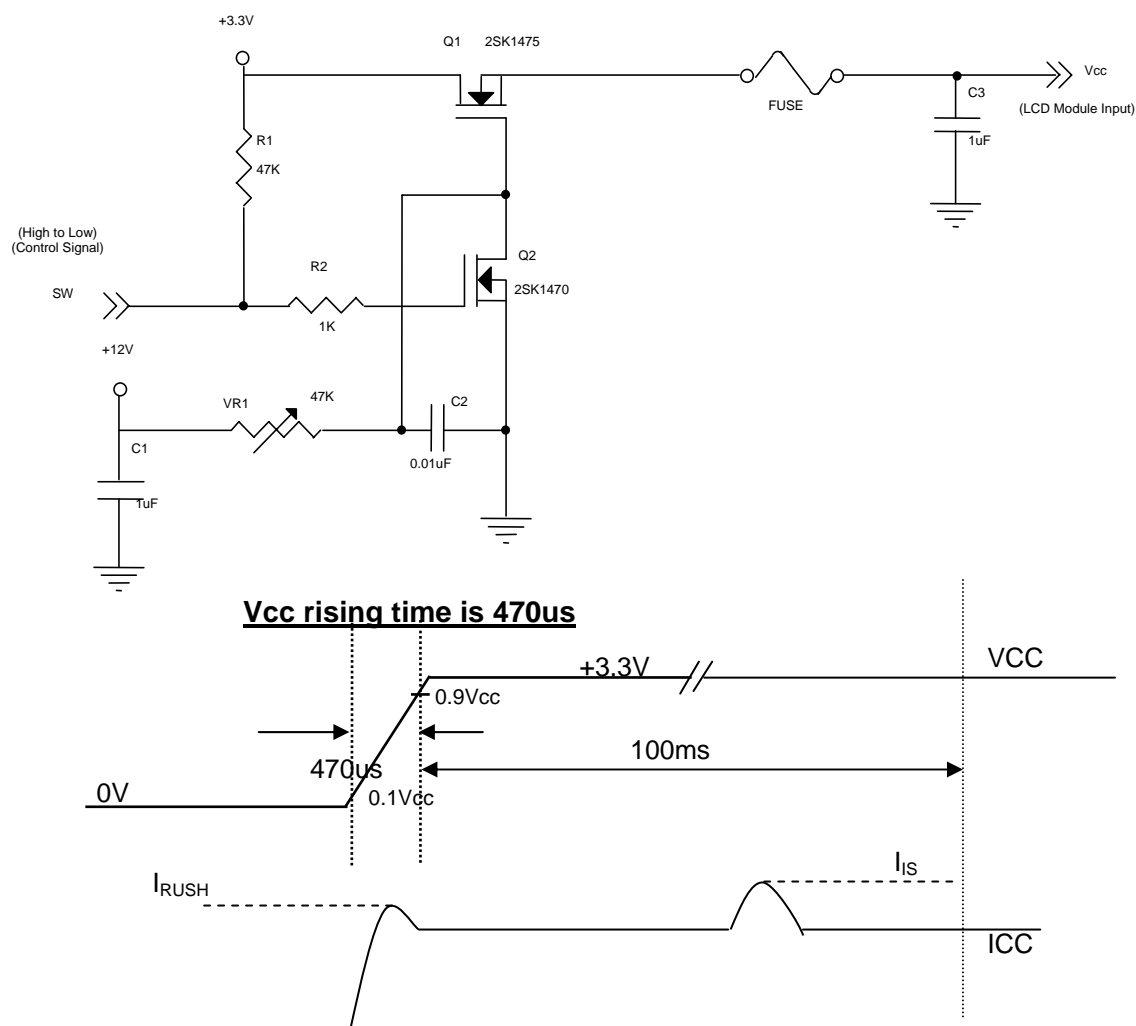 +3.3V
Q1 2SK1475
Vcc
FUSE
C3
(LCD Module Input)
1uF
R1
47K
(High to Low)
(Control Signal)
Q2
R2
2SK1470
SW
1K
+12V
VR1
47K
C2
C1
0.01uF
1uF
Vcc rising time is 470us
+3.3V
VCC
0.9Vcc
100ms
470us
0V
0.1Vcc
IRUSH
IIS
ICC